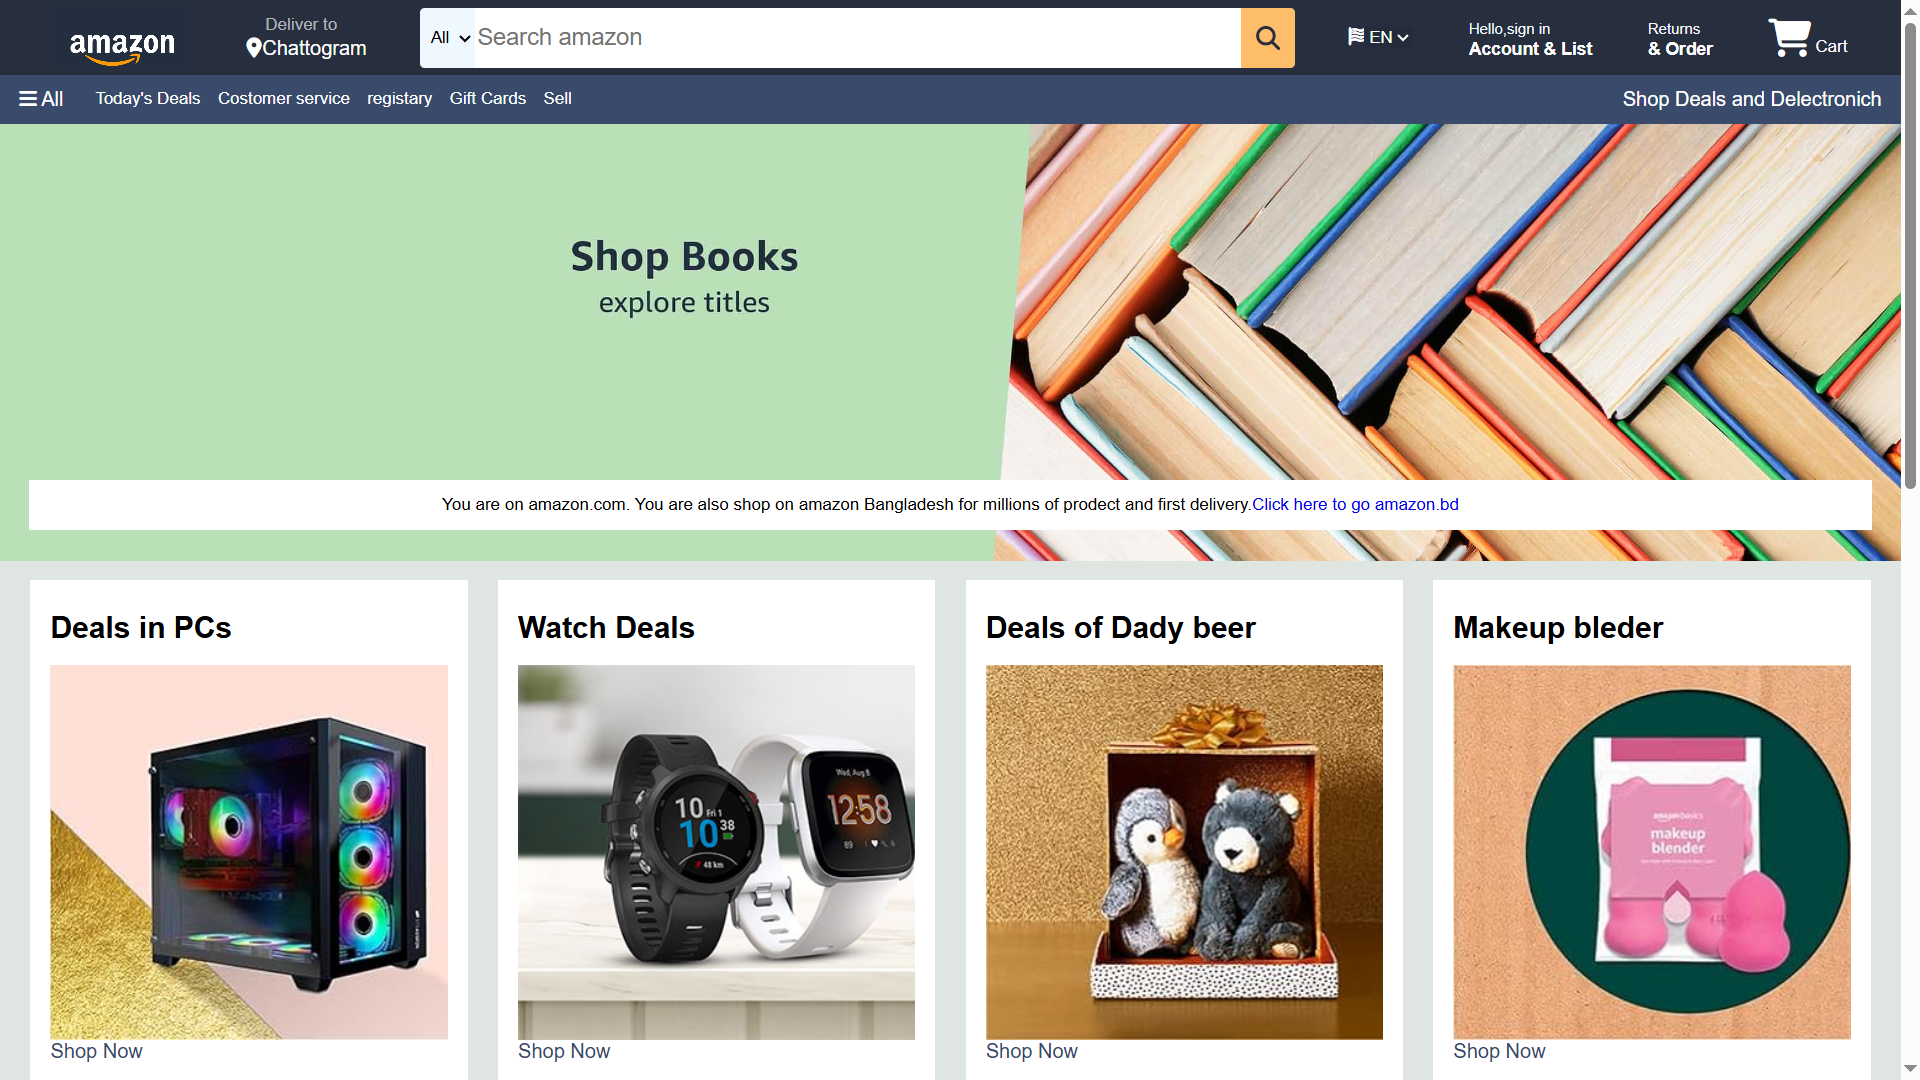 amazon
Deliver to
Chattogram
All
Search amazon
EN
Hello,sign in
Account & List
Returns
& Order
Cart
All
Today's Deals
Costomer service
registary
Gift Cards
Sell
Shop Deals and Delectronich
Shop Books
explore titles
You are on amazon.com. You are also shop on amazon Bangladesh for millions of prodect and first delivery.Click here to go amazon.bd
Deals in PCs
Watch Deals
Deals of Dady beer
Makeup bleder
Wed, Aug 8
12:58
89
10 Fri 1
10 38
48 km
amazon basics
makeup
blender
Shop Now
Shop Now
Shop Now
Shop Now